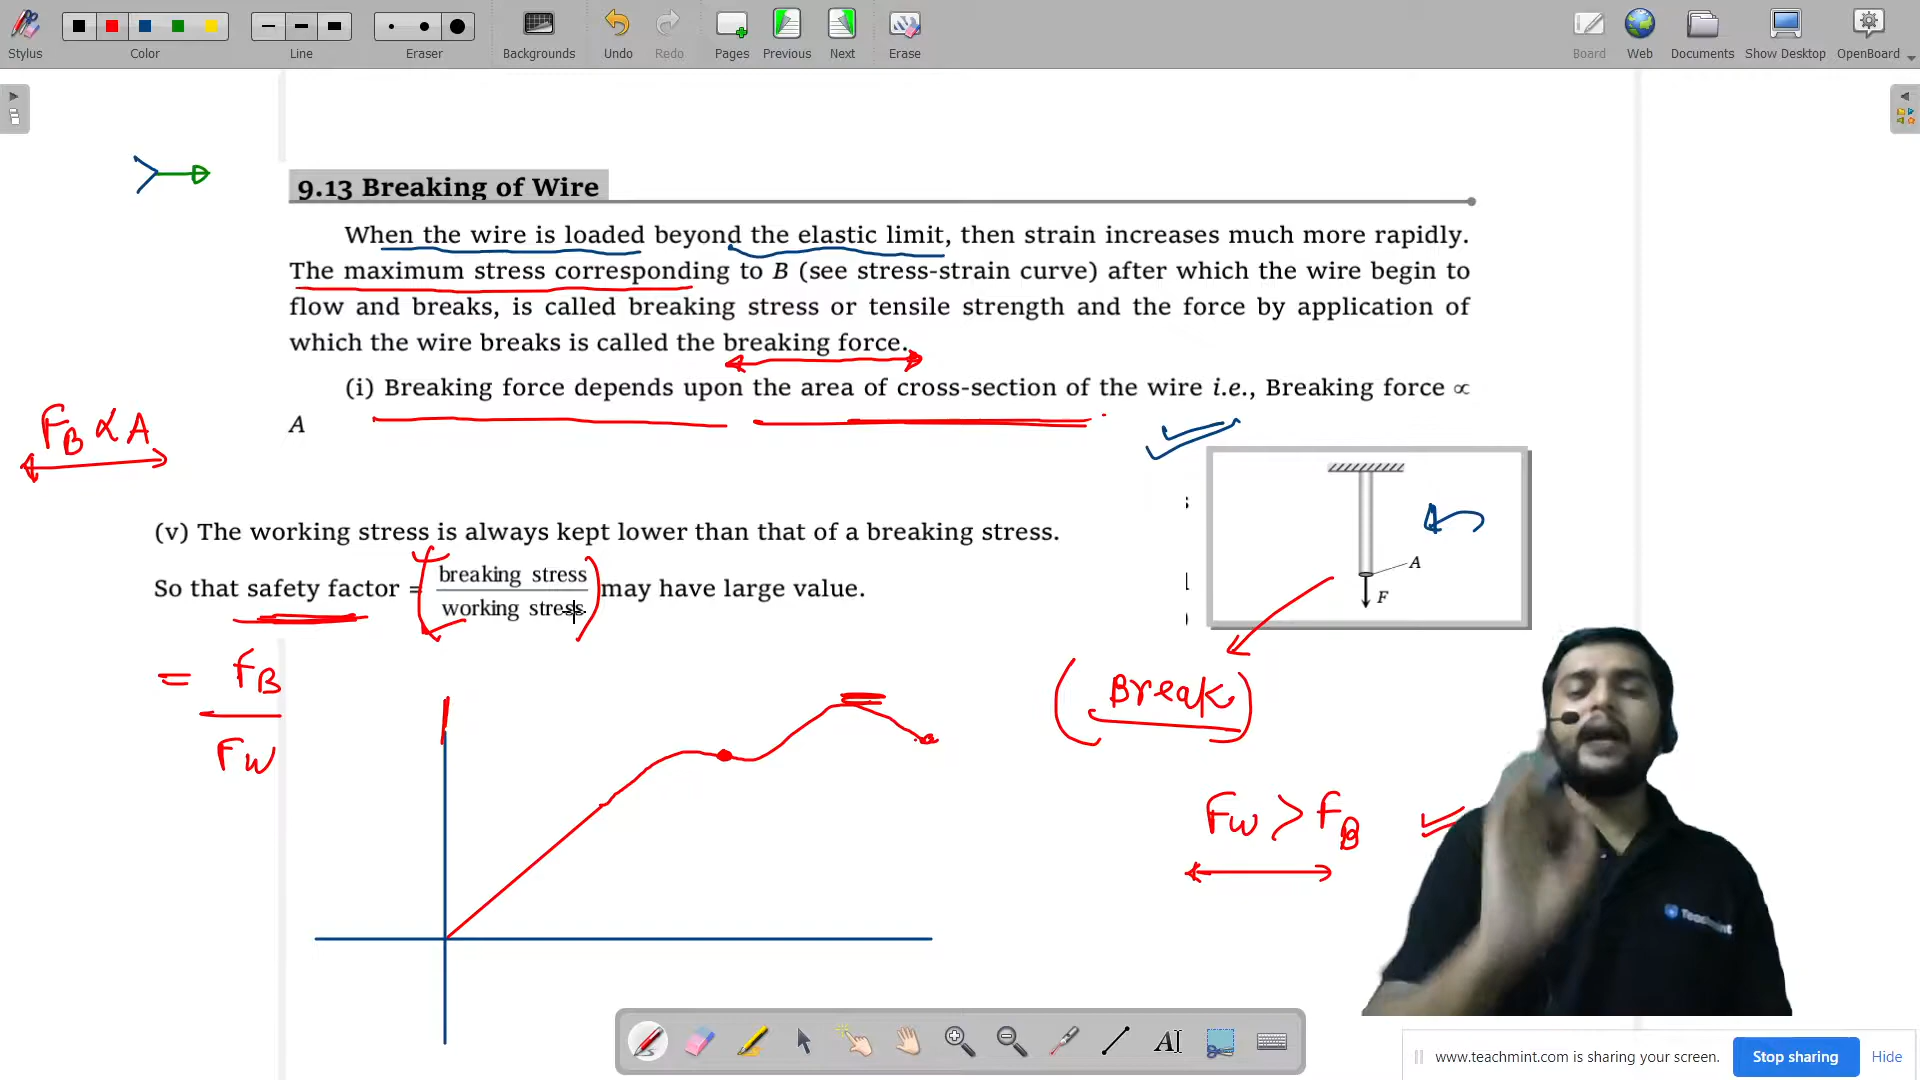 Stylus
Color
Line
Eraser
Backgrounds
Undo
Redo
Pages
Previous
Next
Erase
Board
Web
Documents
Show Desktop
OpenBoard
9.13 Breaking of Wire
When the wire is loaded beyond the elastic limit, then strain increases much more rapidly.
The maximum stress corresponding to B (see stress-strain curve) after which the wire begin to
flow and breaks, is called breaking stress or tensile strength and the force by application of
which the wire breaks is called the breaking force.
(i) Breaking force depends upon the area of cross-section of the wire i.e., Breaking force ∝
A
FB ∝ A
(v) The working stress is always kept lower than that of a breaking stress.
So that safety factor = breaking stress / working stress may have large value.
= FB / FW
A
F
Break
Fw > FB
Teachmint
www.teachmint.com is sharing your screen.
Stop sharing
Hide